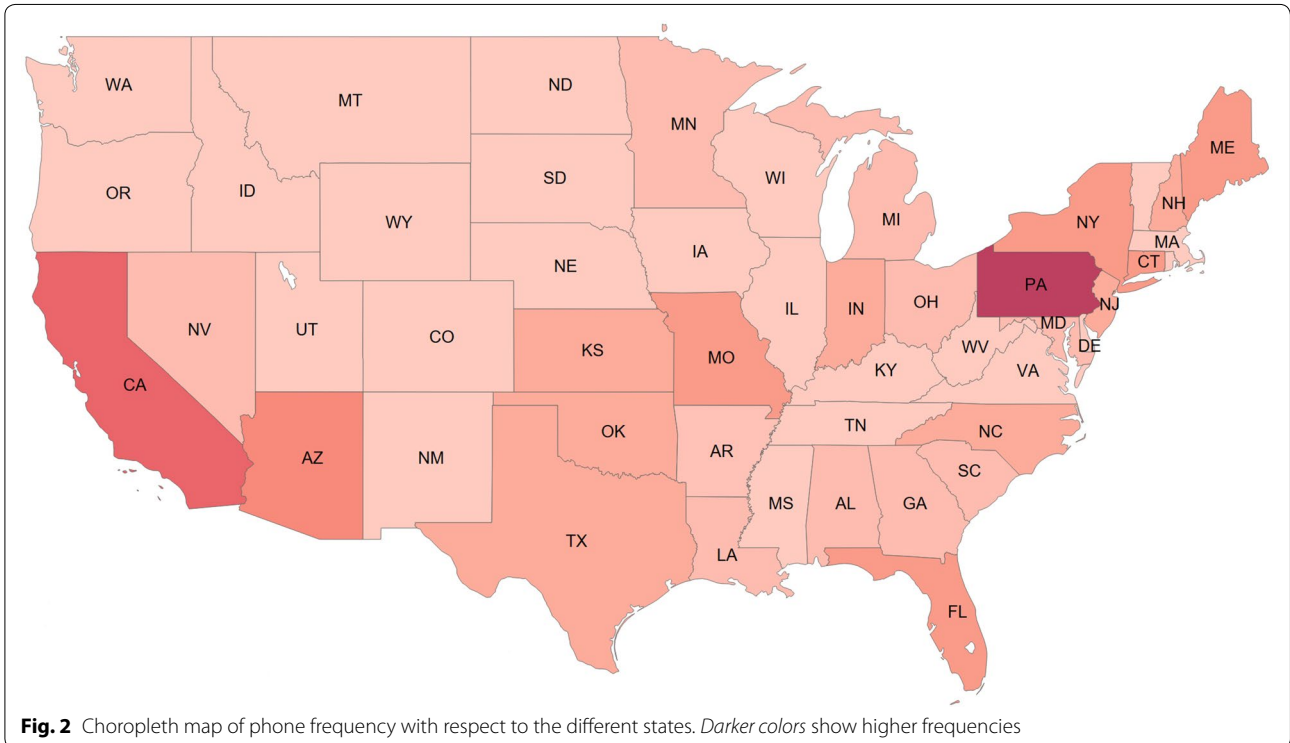 WA
MT
ND
MN
ME
OR
ID
SD
WI
NH
WY
MI
NY
MA
IA
CT
NE
PA
NV
UT
CO
IL
IN
OH
NJ
MD
KS
MO
WV
DE
CA
KY
VA
AZ
NM
OK
AR
TN
NC
SC
MS
AL
GA
TX
LA
FL
Fig. 2 Choropleth map of phone frequency with respect to the different states. Darker colors show higher frequencies